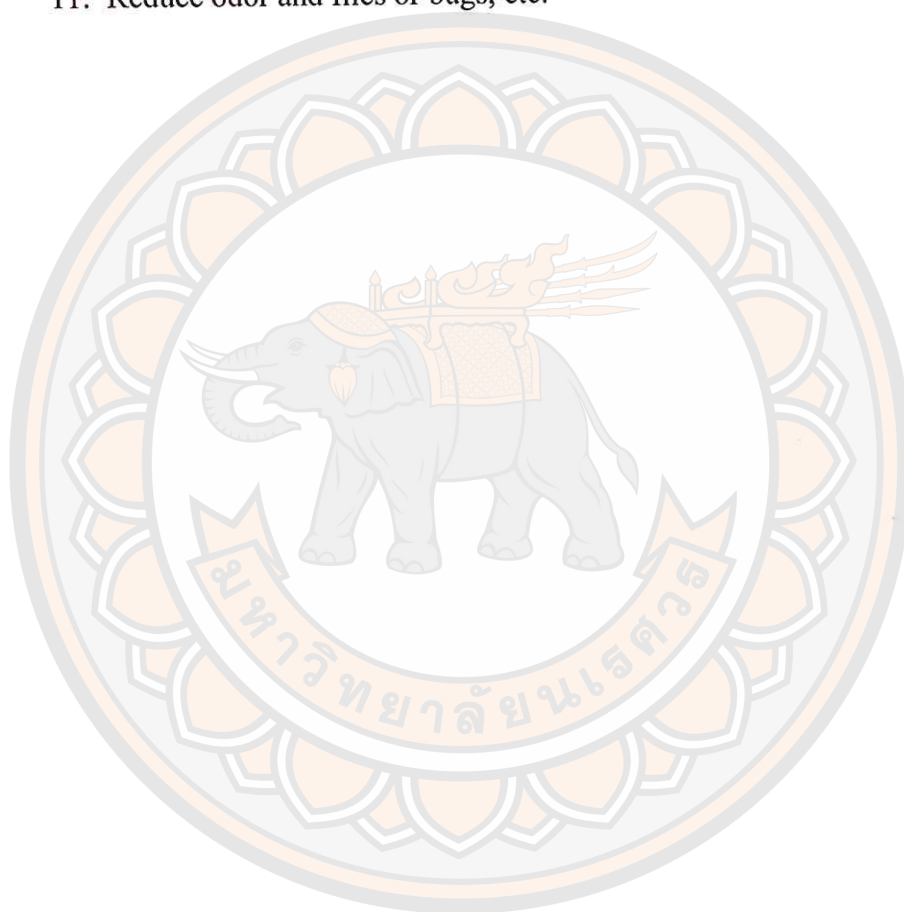 11. Reduce odor and flies or bugs, etc.
มหาวิทยาลัยนเรศวร